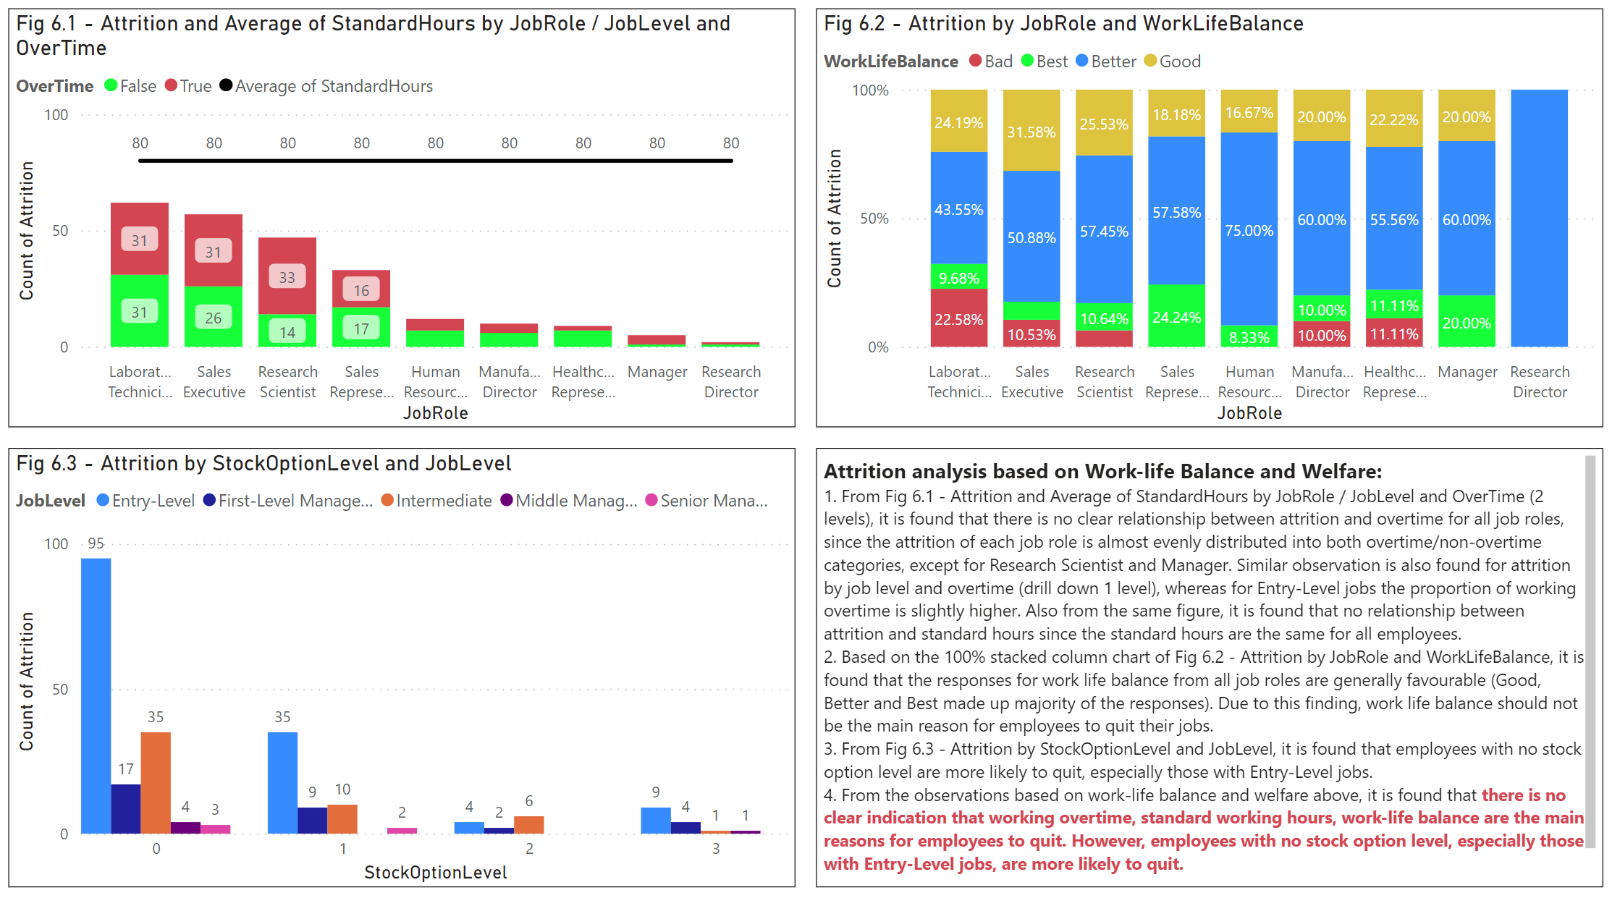 Fig 6.1 - Attrition and Average of StandardHours by JobRole / JobLevel and
OverTime
OverTime False True Average of StandardHours
100
80 80 80 80 80 80 80 80 80
50
0
Count of Attrition
31 31 33 16
31 26 14 17
Laborat... Sales Research Sales Human Manufa... Healthc... Manager Research
Technici... Executive Scientist Represe... Resourc... Director Represe... Director
JobRole
Fig 6.2 - Attrition by JobRole and WorkLifeBalance
WorkLifeBalance Bad Best Better Good
100%
50%
0%
Count of Attrition
24.19% 31.58% 25.53% 18.18% 16.67% 20.00% 22.22% 20.00%
43.55% 50.88% 57.45% 57.58% 75.00% 60.00% 55.56% 60.00%
9.68% 10.64% 24.24% 8.33% 10.00% 11.11% 20.00%
22.58% 10.53% 10.00% 11.11%
Laborat... Sales Research Sales Human Manufa... Healthc... Manager Research
Technici... Executive Scientist Represe... Resourc... Director Represe... Director
JobRole
Fig 6.3 - Attrition by StockOptionLevel and JobLevel
JobLevel Entry-Level First-Level Manage... Intermediate Middle Manag... Senior Mana...
100
50
0
Count of Attrition
95 17 35 4 3
35 9 10 2
4 2 6
9 4 1 1
0 1 2 3
StockOptionLevel
Attrition analysis based on Work-life Balance and Welfare:
1. From Fig 6.1 - Attrition and Average of StandardHours by JobRole / JobLevel and OverTime (2
levels), it is found that there is no clear relationship between attrition and overtime for all job roles,
since the attrition of each job role is almost evenly distributed into both overtime/non-overtime
categories, except for Research Scientist and Manager. Similar observation is also found for attrition
by job level and overtime (drill down 1 level), whereas for Entry-Level jobs the proportion of working
overtime is slightly higher. Also from the same figure, it is found that no relationship between
attrition and standard hours since the standard hours are the same for all employees.
2. Based on the 100% stacked column chart of Fig 6.2 - Attrition by JobRole and WorkLifeBalance, it is
found that the responses for work life balance from all job roles are generally favourable (Good,
Better and Best made up majority of the responses). Due to this finding, work life balance should not
be the main reason for employees to quit their jobs.
3. From Fig 6.3 - Attrition by StockOptionLevel and JobLevel, it is found that employees with no stock
option level are more likely to quit, especially those with Entry-Level jobs.
4. From the observations based on work-life balance and welfare above, it is found that there is no
clear indication that working overtime, standard working hours, work-life balance are the main
reasons for employees to quit. However, employees with no stock option level, especially those
with Entry-Level jobs, are more likely to quit.